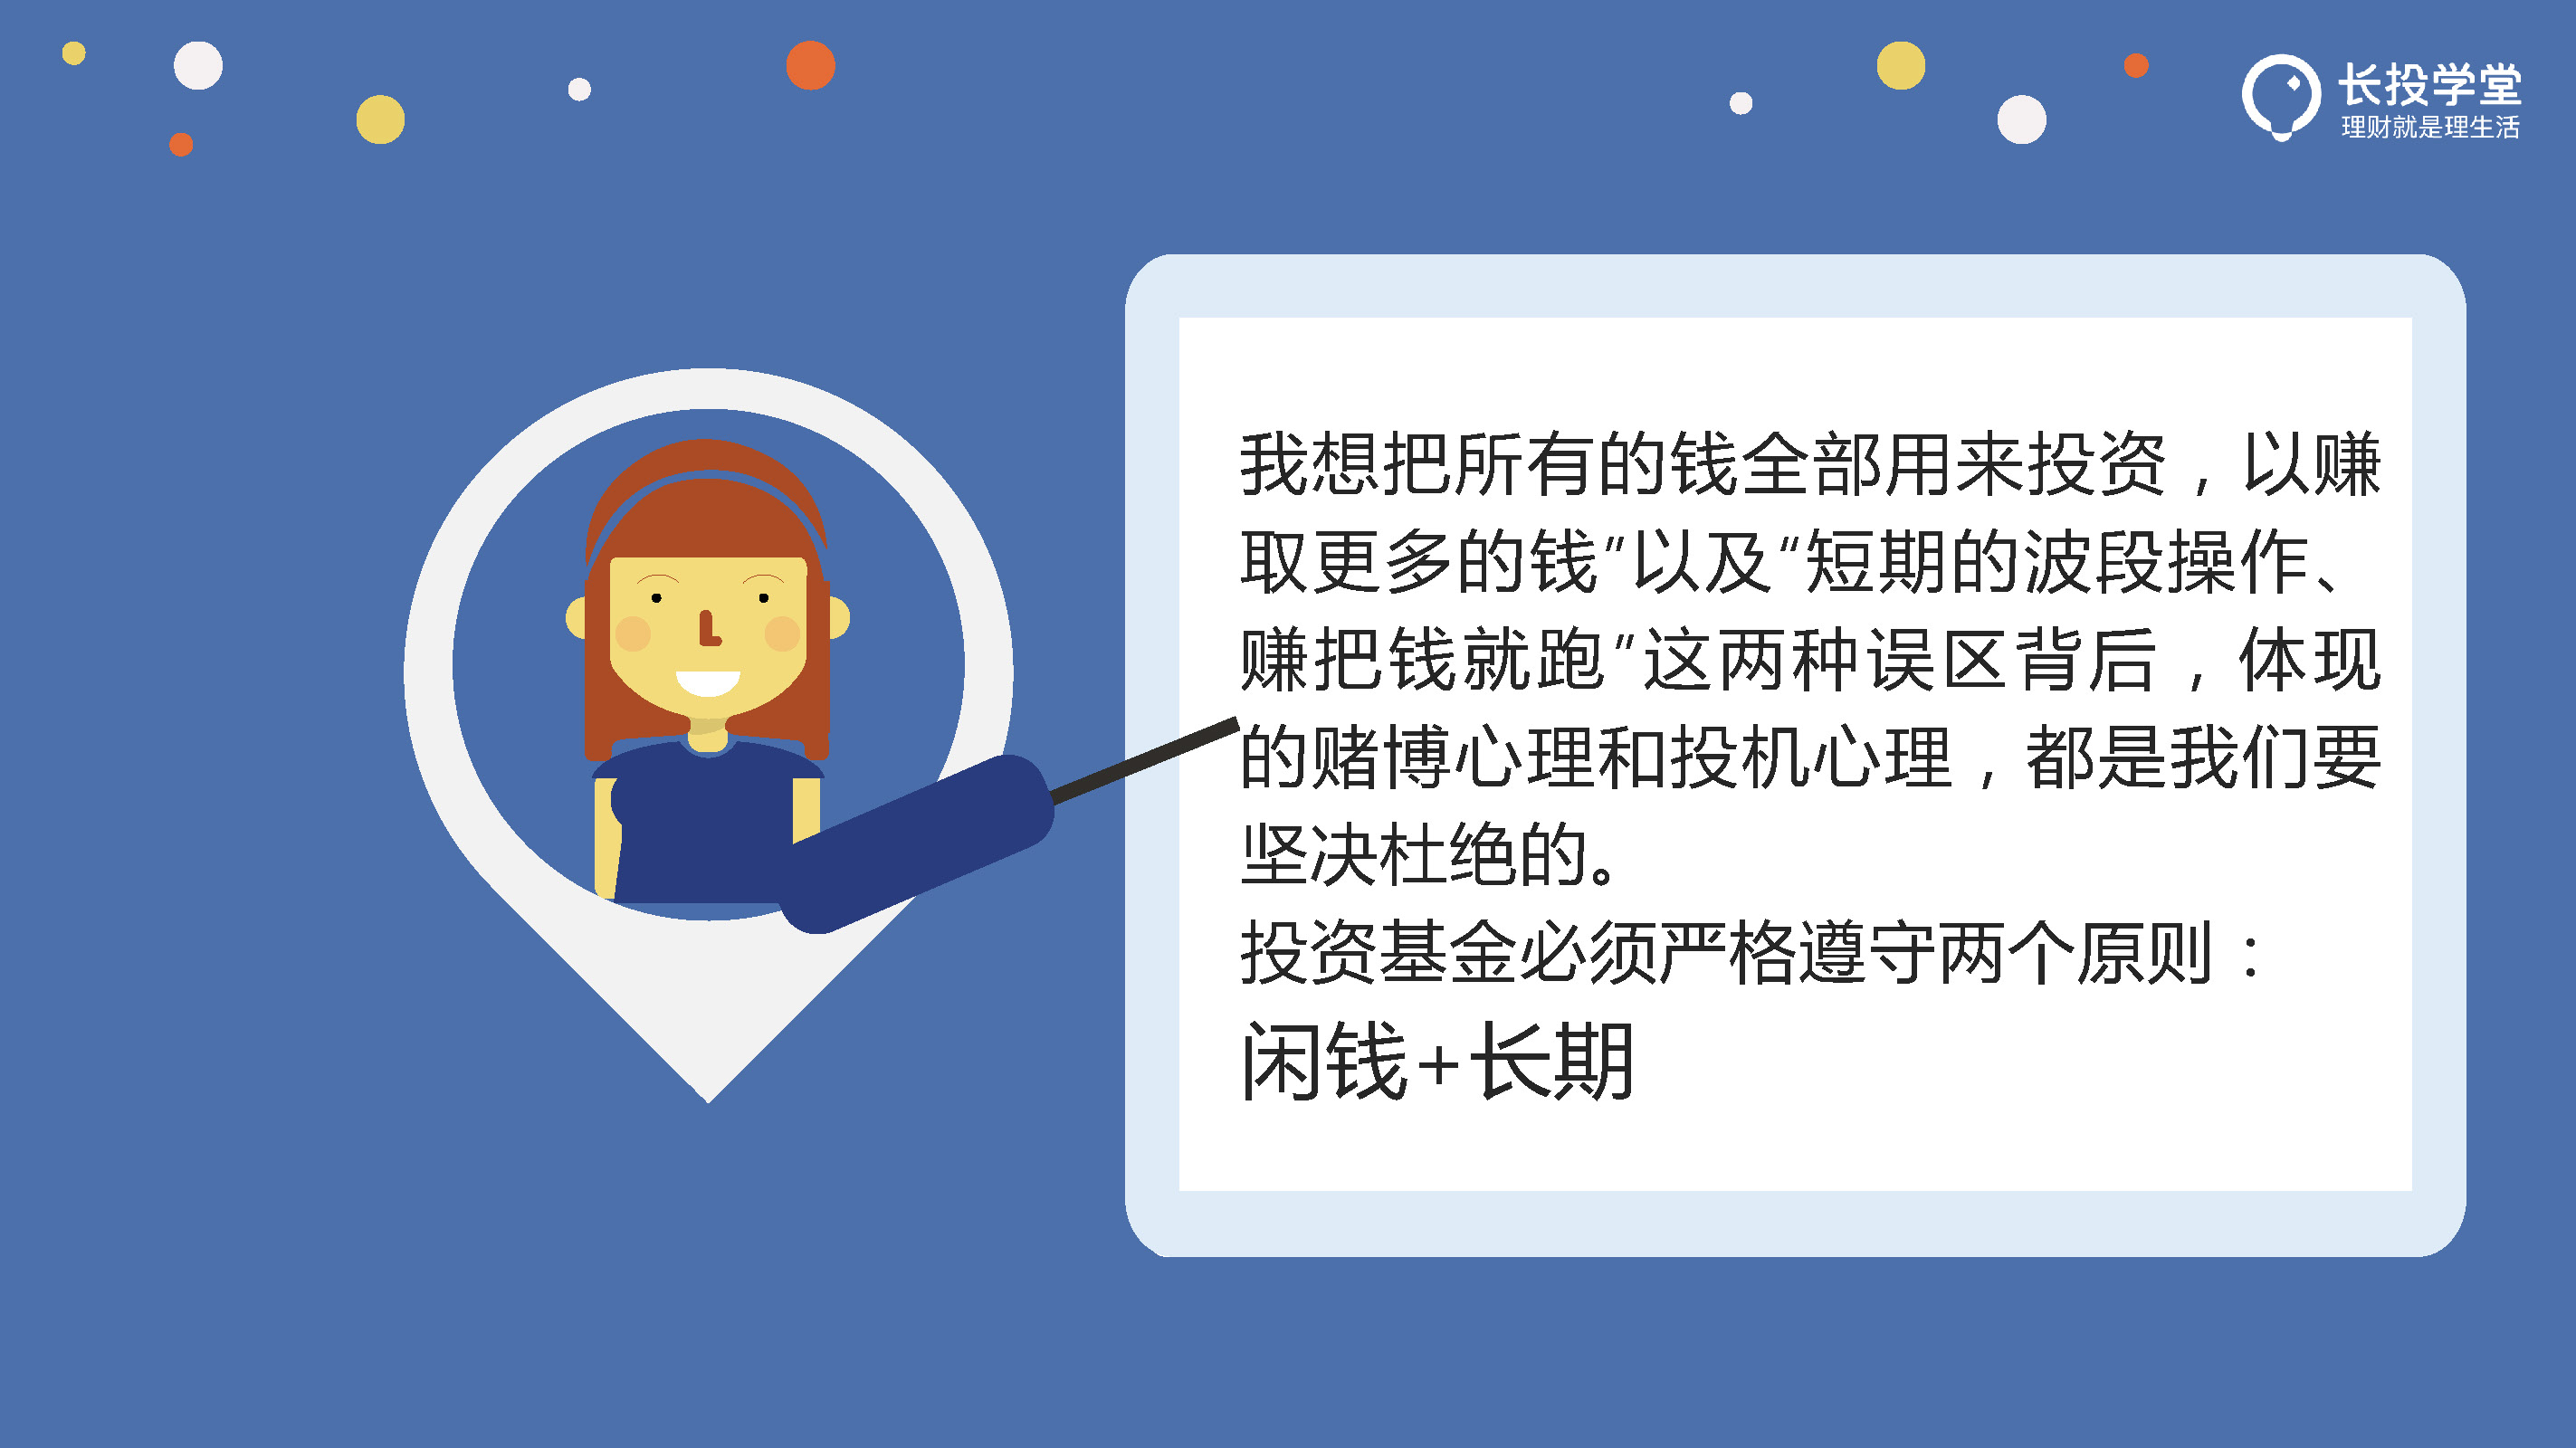 长投学堂
理财就是理生活
我想把所有的钱全部用来投资，以赚
取更多的钱”以及“短期的波段操作、
赚把钱就跑”这两种误区背后，体现
的赌博心理和投机心理，都是我们要
坚决杜绝的。
投资基金必须严格遵守两个原则：
闲钱+长期